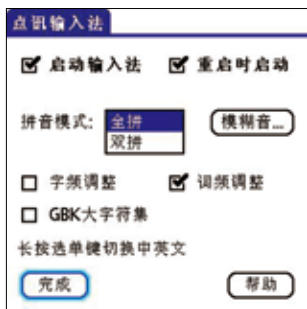 点讯输入法
启动输入法 重启时启动
拼音模式: 全拼 模糊音...
双拼
字频调整 词频调整
GBK大字符集
长按选单键切换中英文
完成 帮助